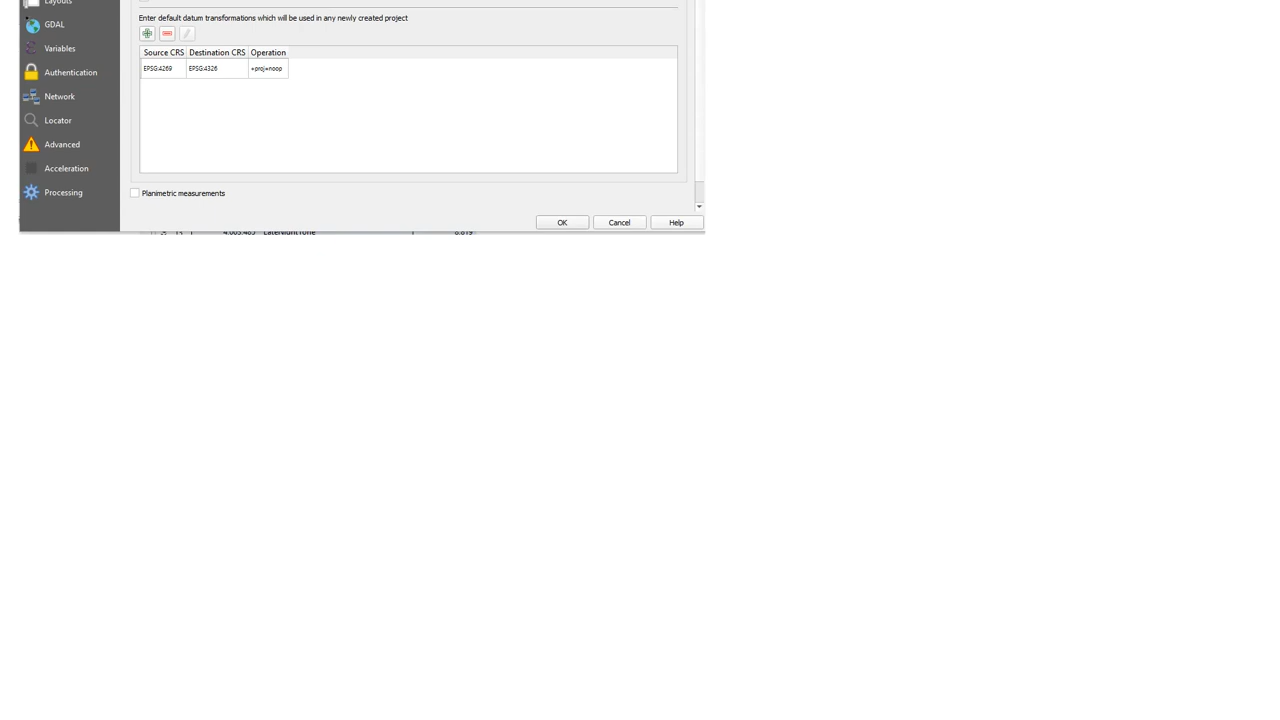 Layouts
GDAL
Variables
Authentication
Network
Locator
Advanced
Acceleration
Processing
Enter default datum transformations which will be used in any newly created project
Source CRS Destination CRS Operation
EPSG:4269 EPSG:4326 +proj=noop
Planimetric measurements
OK Cancel Help